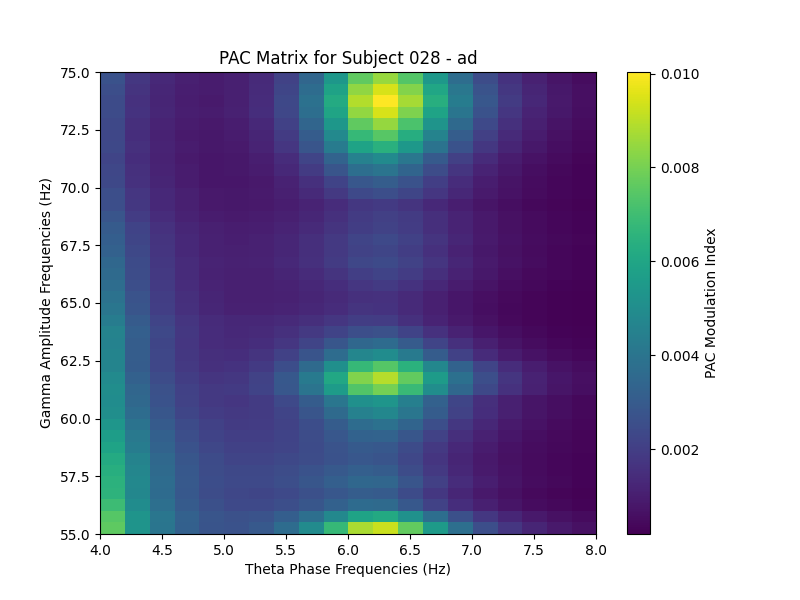 PAC Matrix for Subject 028 - ad
75.0
72.5
70.0
67.5
65.0
62.5
60.0
57.5
55.0
Gamma Amplitude Frequencies (Hz)
4.0 4.5 5.0 5.5 6.0 6.5 7.0 7.5 8.0
Theta Phase Frequencies (Hz)
0.010
0.008
0.006
0.004
0.002
PAC Modulation Index